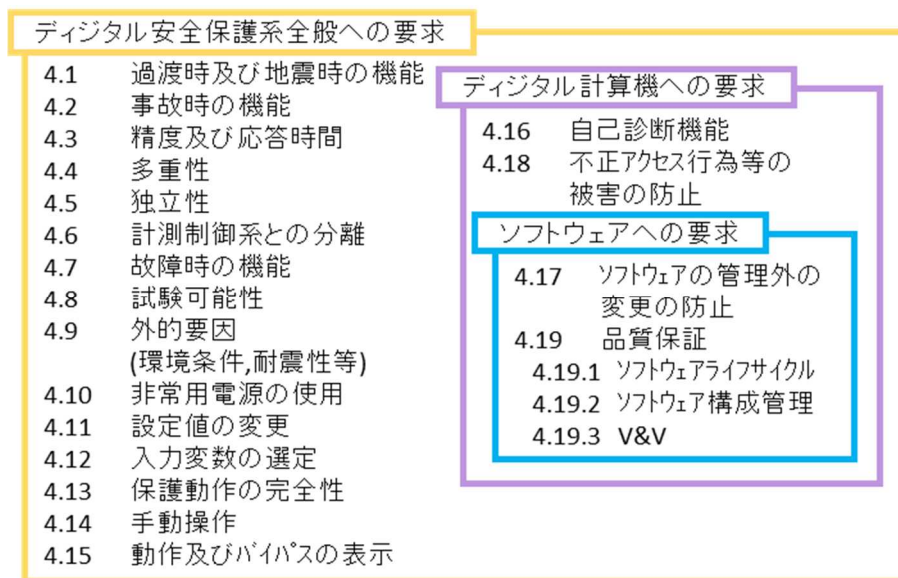 ディジタル安全保護系全般への要求
4.1 過渡時及び地震時の機能
4.2 事故時の機能
4.3 精度及び応答時間
4.4 多重性
4.5 独立性
4.6 計測制御系との分離
4.7 故障時の機能
4.8 試験可能性
4.9 外的要因
(環境条件,耐震性等)
4.10 非常用電源の使用
4.11 設定値の変更
4.12 入力変数の選定
4.13 保護動作の完全性
4.14 手動操作
4.15 動作及びバイパスの表示
ディジタル計算機への要求
4.16 自己診断機能
4.18 不正アクセス行為等の
被害の防止
ソフトウェアへの要求
4.17 ソフトウェアの管理外の
変更の防止
4.19 品質保証
4.19.1 ソフトウェアライフサイクル
4.19.2 ソフトウェア構成管理
4.19.3 V&V